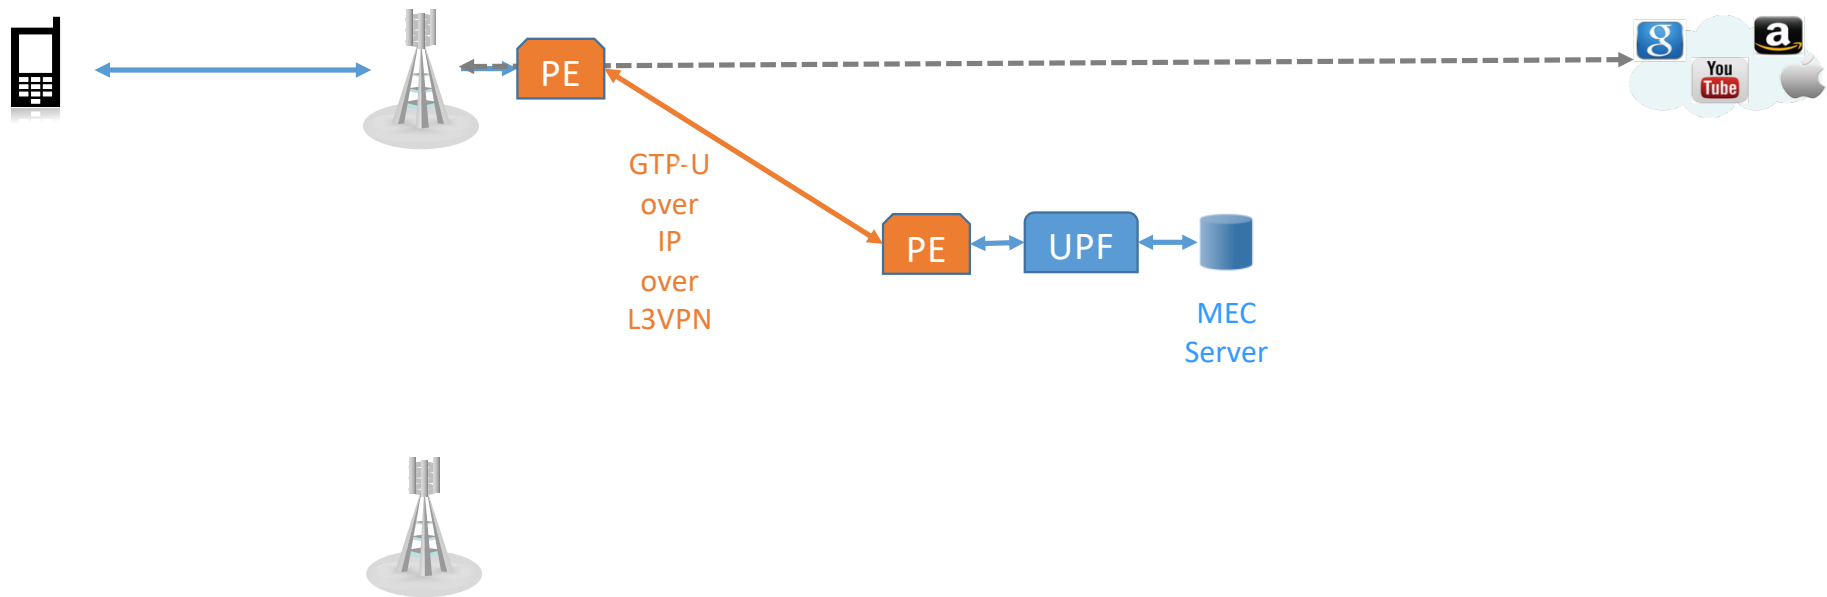 PE
g
a
You
Tube
GTP-U
over
IP
over
L3VPN
PE
UPF
MEC
Server